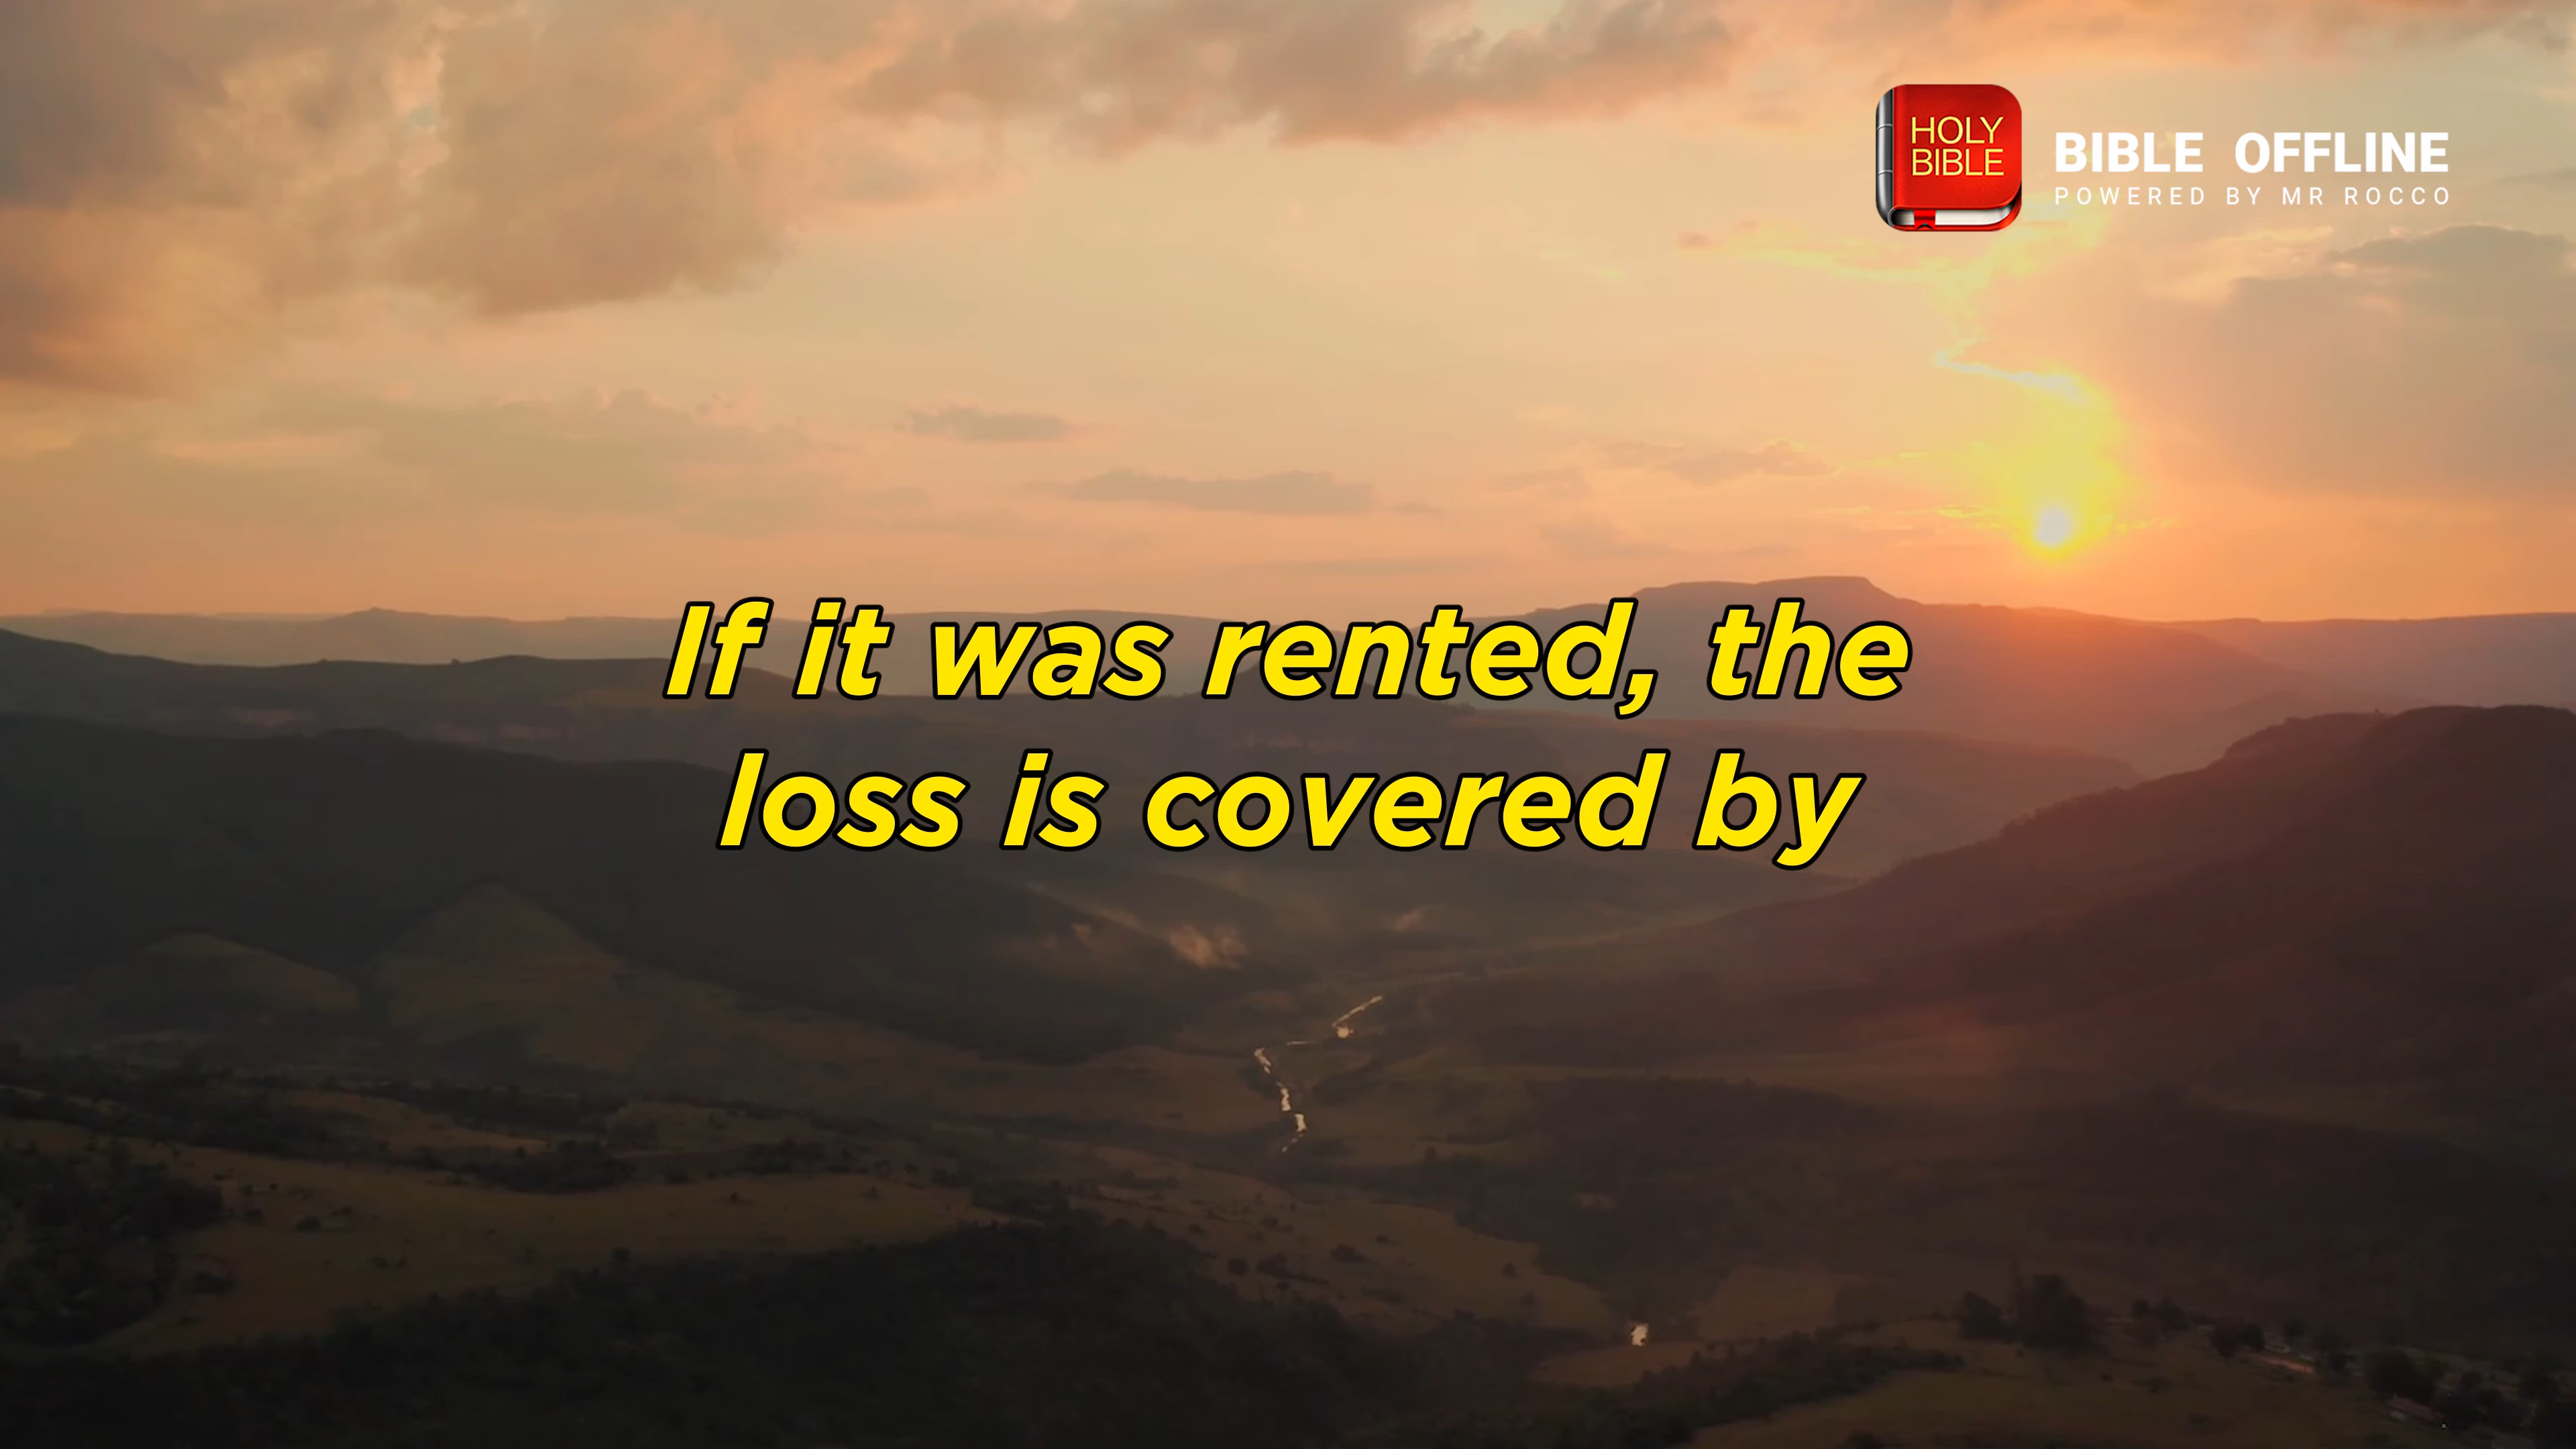 HOLY
BIBLE
BIBLE OFFLINE
POWERED BY MR ROCCO
If it was rented, the
loss is covered by